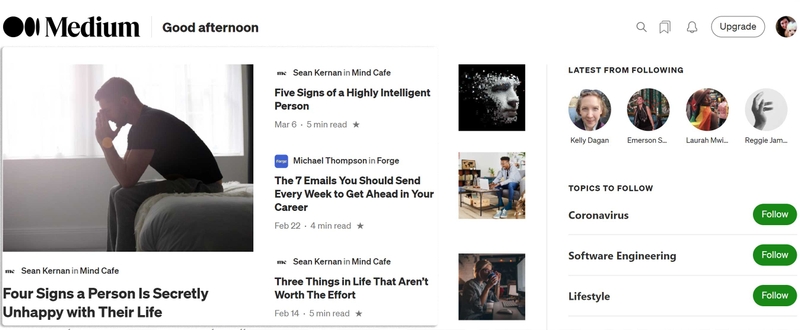 Medium
Good afternoon
Upgrade
Sean Kernan in Mind Cafe
Four Signs a Person Is Secretly
Unhappy with Their Life
Sean Kernan in Mind Cafe
Five Signs of a Highly Intelligent
Person
Mar 6 · 5 min read
Forge
Michael Thompson in Forge
The 7 Emails You Should Send
Every Week to Get Ahead in Your
Career
Feb 22 · 4 min read
Sean Kernan in Mind Cafe
Three Things in Life That Aren't
Worth The Effort
Feb 14 · 5 min read
LATEST FROM FOLLOWING
Kelly Dagan
Emerson S...
Laurah Mwi...
Reggie Jam...
TOPICS TO FOLLOW
Coronavirus
Follow
Software Engineering
Follow
Lifestyle
Follow